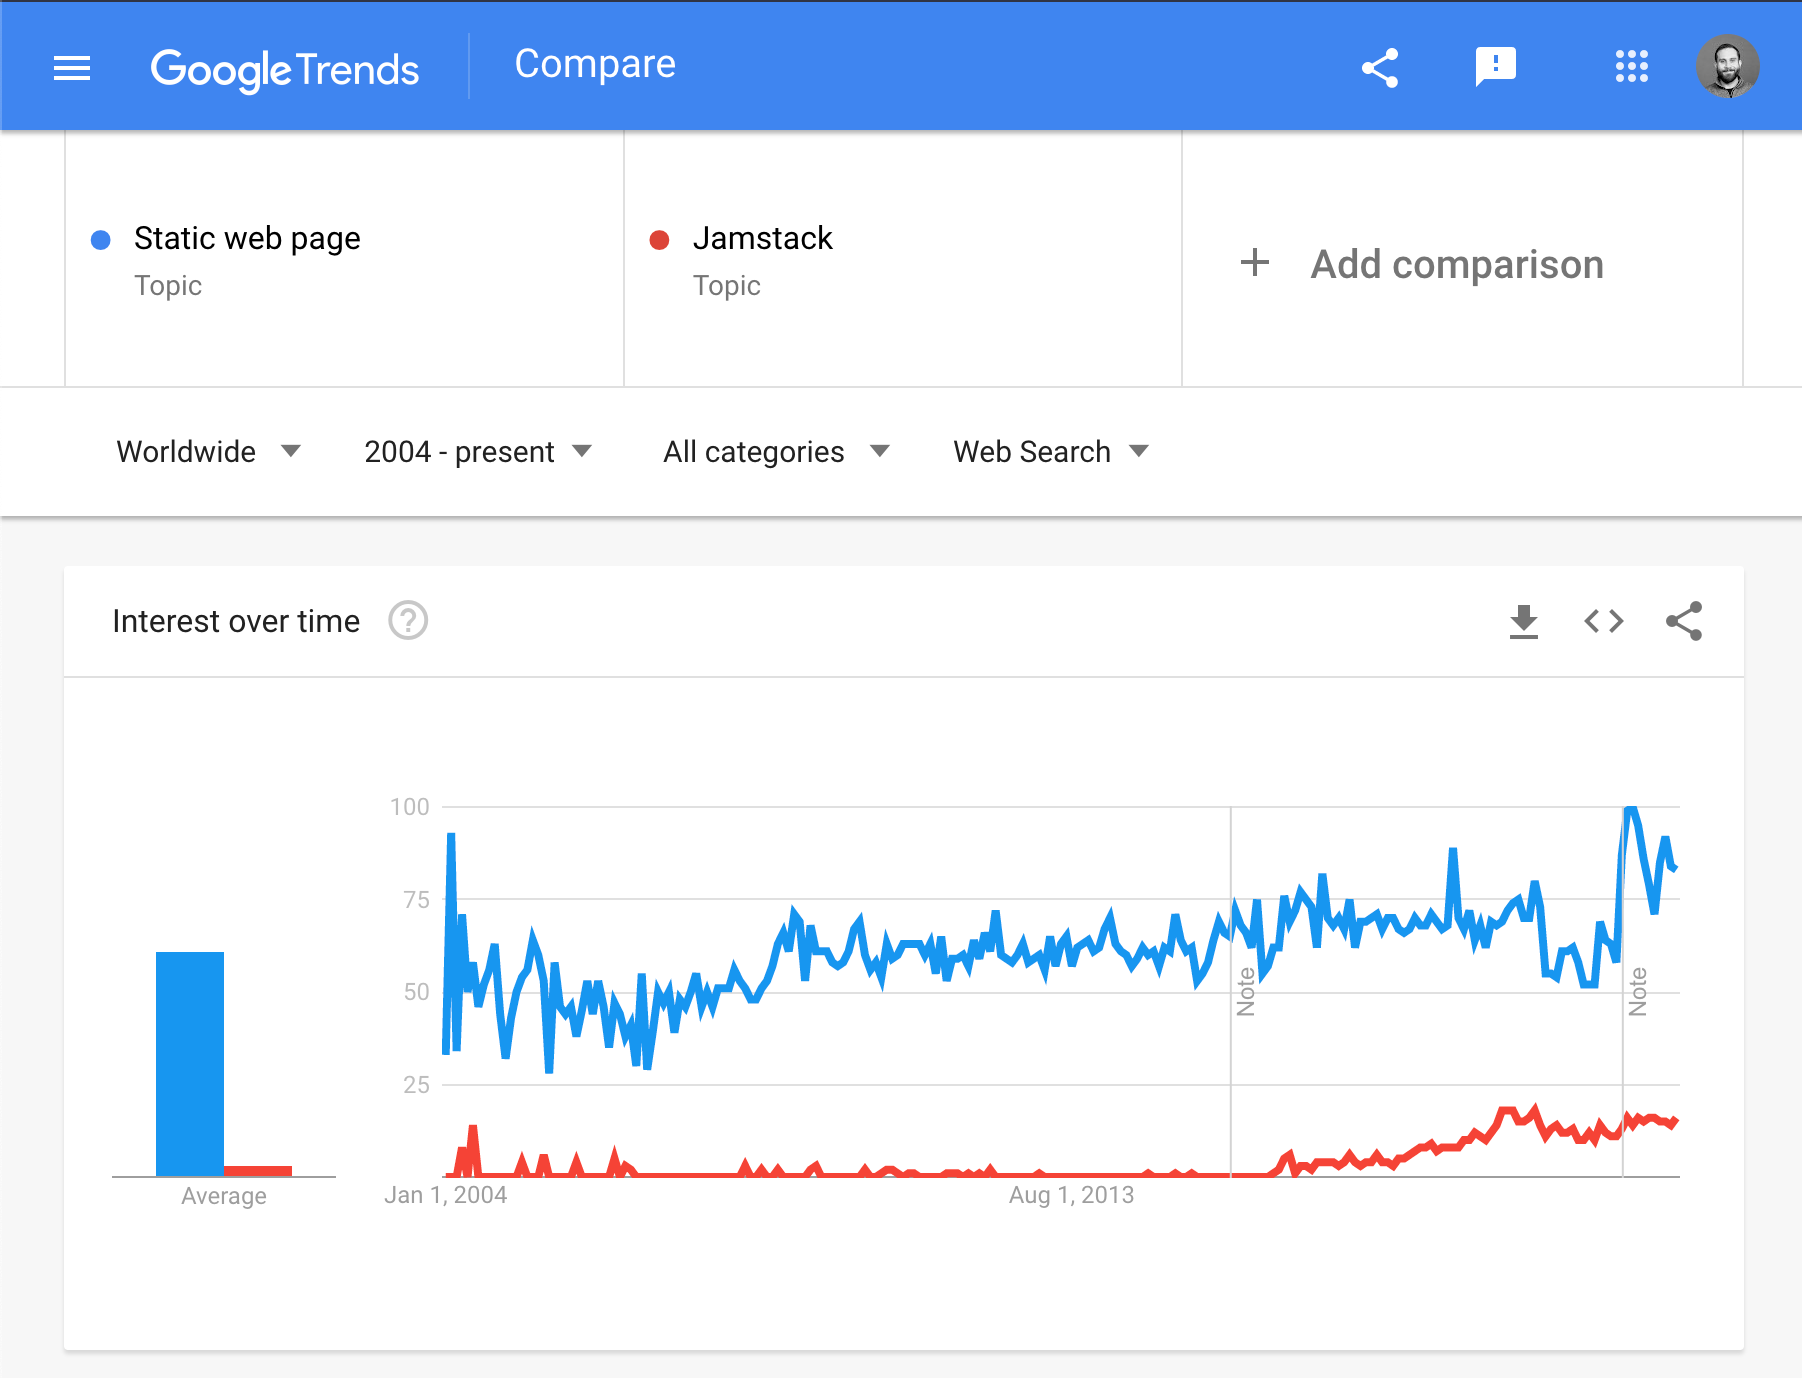 Google Trends
Compare
Static web page
Topic
Jamstack
Topic
+ Add comparison
Worldwide
2004 - present
All categories
Web Search
Interest over time ?
100
75
50
25
Note
Note
Average
Jan 1, 2004
Aug 1, 2013